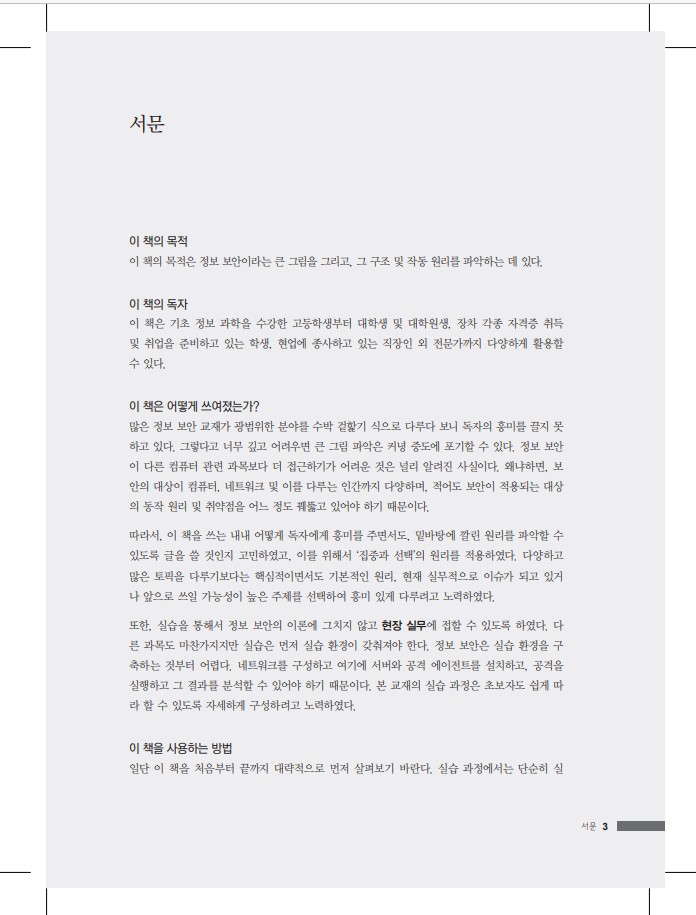 서문
이 책의 목적
이 책의 목적은 정보 보안이라는 큰 그림을 그리고, 그 구조 및 작동 원리를 파악하는 데 있다.
이 책의 독자
이 책은 기초 정보 과학을 수강한 고등학생부터 대학생 및 대학원생, 장차 각종 자격증 취득
및 취업을 준비하고 있는 학생, 현업에 종사하고 있는 직장인 외 전문가까지 다양하게 활용할
수 있다.
이 책은 어떻게 쓰여졌는가?
많은 정보 보안 교재가 광범위한 분야를 수박 겉핥기 식으로 다루다 보니 독자의 흥미를 끌지 못
하고 있다. 그렇다고 너무 깊고 어려우면 큰 그림 파악은 커녕 중도에 포기할 수 있다. 정보 보안
이 다른 컴퓨터 관련 과목보다 더 접근하기가 어려운 것은 널리 알려진 사실이다. 왜냐하면, 보
안의 대상이 컴퓨터, 네트워크 및 이를 다루는 인간까지 다양하며, 적어도 보안이 적용되는 대상
의 동작 원리 및 취약점을 어느 정도 꿰뚫고 있어야 하기 때문이다.
따라서, 이 책을 쓰는 내내 어떻게 독자에게 흥미를 주면서도, 밑바탕에 깔린 원리를 파악할 수
있도록 글을 쓸 것인지 고민하였고, 이를 위해서 ‘집중과 선택’의 원리를 적용하였다. 다양하고
많은 토픽을 다루기보다는 핵심적이면서도 기본적인 원리, 현재 실무적으로 이슈가 되고 있거
나 앞으로 쓰일 가능성이 높은 주제를 선택하여 흥미 있게 다루려고 노력하였다.
또한, 실습을 통해서 정보 보안의 이론에 그치지 않고 현장 실무에 접할 수 있도록 하였다. 다
른 과목도 마찬가지지만 실습은 먼저 실습 환경이 갖춰져야 한다. 정보 보안은 실습 환경을 구
축하는 것부터 어렵다. 네트워크를 구성하고 여기에 서버와 공격 에이전트를 설치하고, 공격을
실행하고 그 결과를 분석할 수 있어야 하기 때문이다. 본 교재의 실습 과정은 초보자도 쉽게 따
라 할 수 있도록 자세하게 구성하려고 노력하였다.
이 책을 사용하는 방법
일단 이 책을 처음부터 끝까지 대략적으로 먼저 살펴보기 바란다. 실습 과정에서는 단순히 실
서문 3